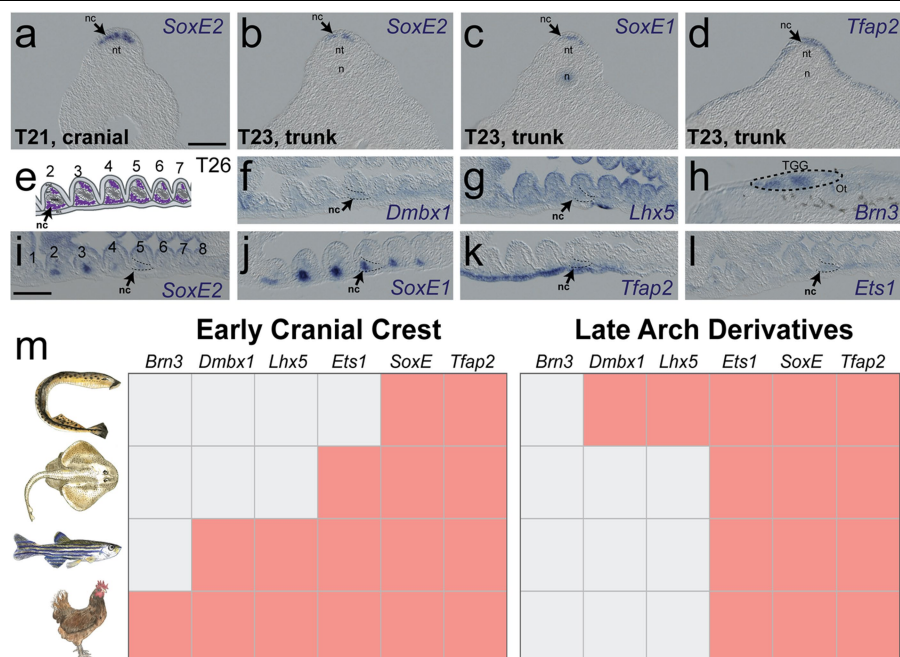 a nc SoxE2
nt
T21, cranial
b nc SoxE2
nt
n
T23, trunk
c nc SoxE1
nt
n
T23, trunk
d nc Tfap2
nt
n
T23, trunk
e 2 3 4 5 6 7 T26
nc
f
nc Dmbx1
g
nc Lhx5
h TGG
Ot
Brn3
i 1 2 3 4 5 6 7 8
nc
SoxE2
j
nc
SoxE1
k
nc
Tfap2
l
nc
Ets1
m
Early Cranial Crest
Brn3 Dmbx1 Lhx5 Ets1 SoxE Tfap2
Late Arch Derivatives
Brn3 Dmbx1 Lhx5 Ets1 SoxE Tfap2